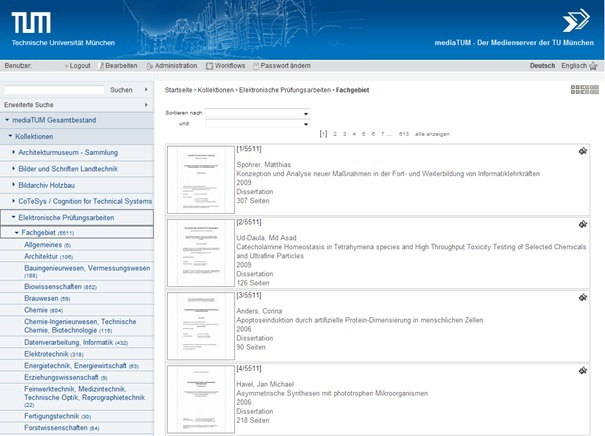 TUM
Technische Universität München
mediaTUM - Der Medienserver der TU München
Benutzer: Logout Bearbeiten Administration Workflows Passwort ändern Deutsch Englisch
Suchen
Erweiterte Suche
mediaTUM Gesamtbestand
Kollektionen
Architekturmuseum - Sammlung
Bilder und Schriften Landtechnik
Bildarchiv Holzbau
CoTeSys / Cognition for Technical Systems
Elektronische Prüfungsarbeiten
Fachgebiet (5511)
Allgemeines (5)
Architektur (106)
Bauingenieurwesen, Vermessungswesen
(188)
Biowissenschaften (852)
Brauwesen (59)
Chemie (804)
Chemie-Ingenieurwesen, Technische
Chemie, Biotechnologie (115)
Datenverarbeitung, Informatik (432)
Elektrotechnik (318)
Energietechnik, Energiewirtschaft (63)
Erziehungswissenschaft (9)
Feinwerktechnik, Medizintechnik,
Technische Optik, Reprographietechnik
(22)
Fertigungstechnik (30)
Forstwissenschaften (84)
Startseite • Kollektionen • Elektronische Prüfungsarbeiten • Fachgebiet
Sortieren nach:
und:
[1] 2 3 4 5 6 7 ... 613 alle anzeigen
[1/5511]
Spohrer, Matthias
Konzeption und Analyse neuer Maßnahmen in der Fort- und Weiterbildung von Informatiklehrkräften
2009
Dissertation
307 Seiten
[2/5511]
Ud-Daula, Md Asad
Catecholamine Homeostasis in Tetrahymena species and High Throughput Toxicity Testing of Selected Chemicals
and Ultrafine Particles
2009
Dissertation
126 Seiten
[3/5511]
Anders, Corina
Apoptoseinduktion durch artifizielle Protein-Dimerisierung in menschlichen Zellen
2006
Dissertation
90 Seiten
[4/5511]
Havel, Jan Michael
Asymmetrische Synthesen mit phototrophen Mikroorganismen
2006
Dissertation
218 Seiten